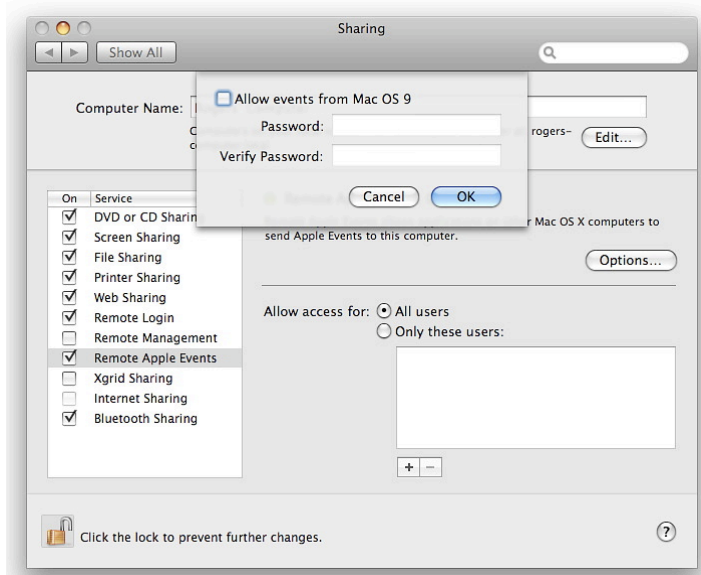 Sharing
Show All
Allow events from Mac OS 9
Computer Name:
Password:
rogers-
Edit...
Verify Password:
Cancel
OK
On Service
DVD or CD Sharing
Screen Sharing
File Sharing
Printer Sharing
Web Sharing
Remote Login
Remote Management
Remote Apple Events
Xgrid Sharing
Internet Sharing
Bluetooth Sharing
r Mac OS X computers to
send Apple Events to this computer.
Options...
Allow access for: All users
Only these users:
+ −
Click the lock to prevent further changes.
?